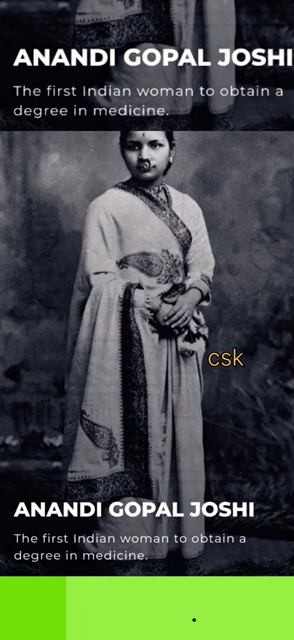 ANANDI GOPAL JOSHI
The first Indian woman to obtain a
degree in medicine.
csk
ANANDI GOPAL JOSHI
The first Indian woman to obtain a
degree in medicine.